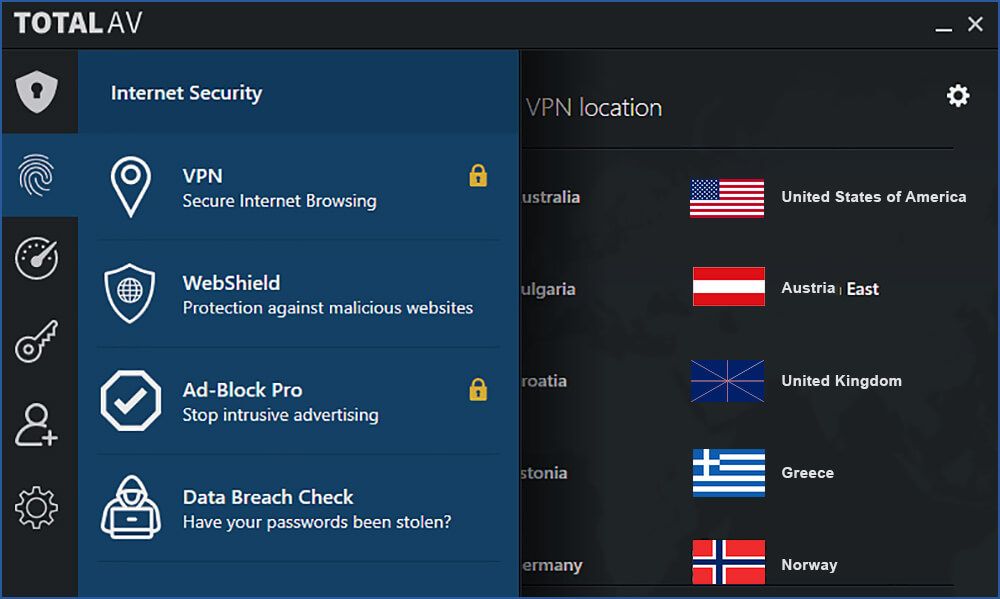 TOTAL AV
Internet Security
VPN
Secure Internet Browsing
WebShield
Protection against malicious websites
Ad-Block Pro
Stop intrusive advertising
Data Breach Check
Have your passwords been stolen?
VPN location
ustralia
United States of America
ulgaria
Austria | East
roatia
United Kingdom
stonia
Greece
ermany
Norway